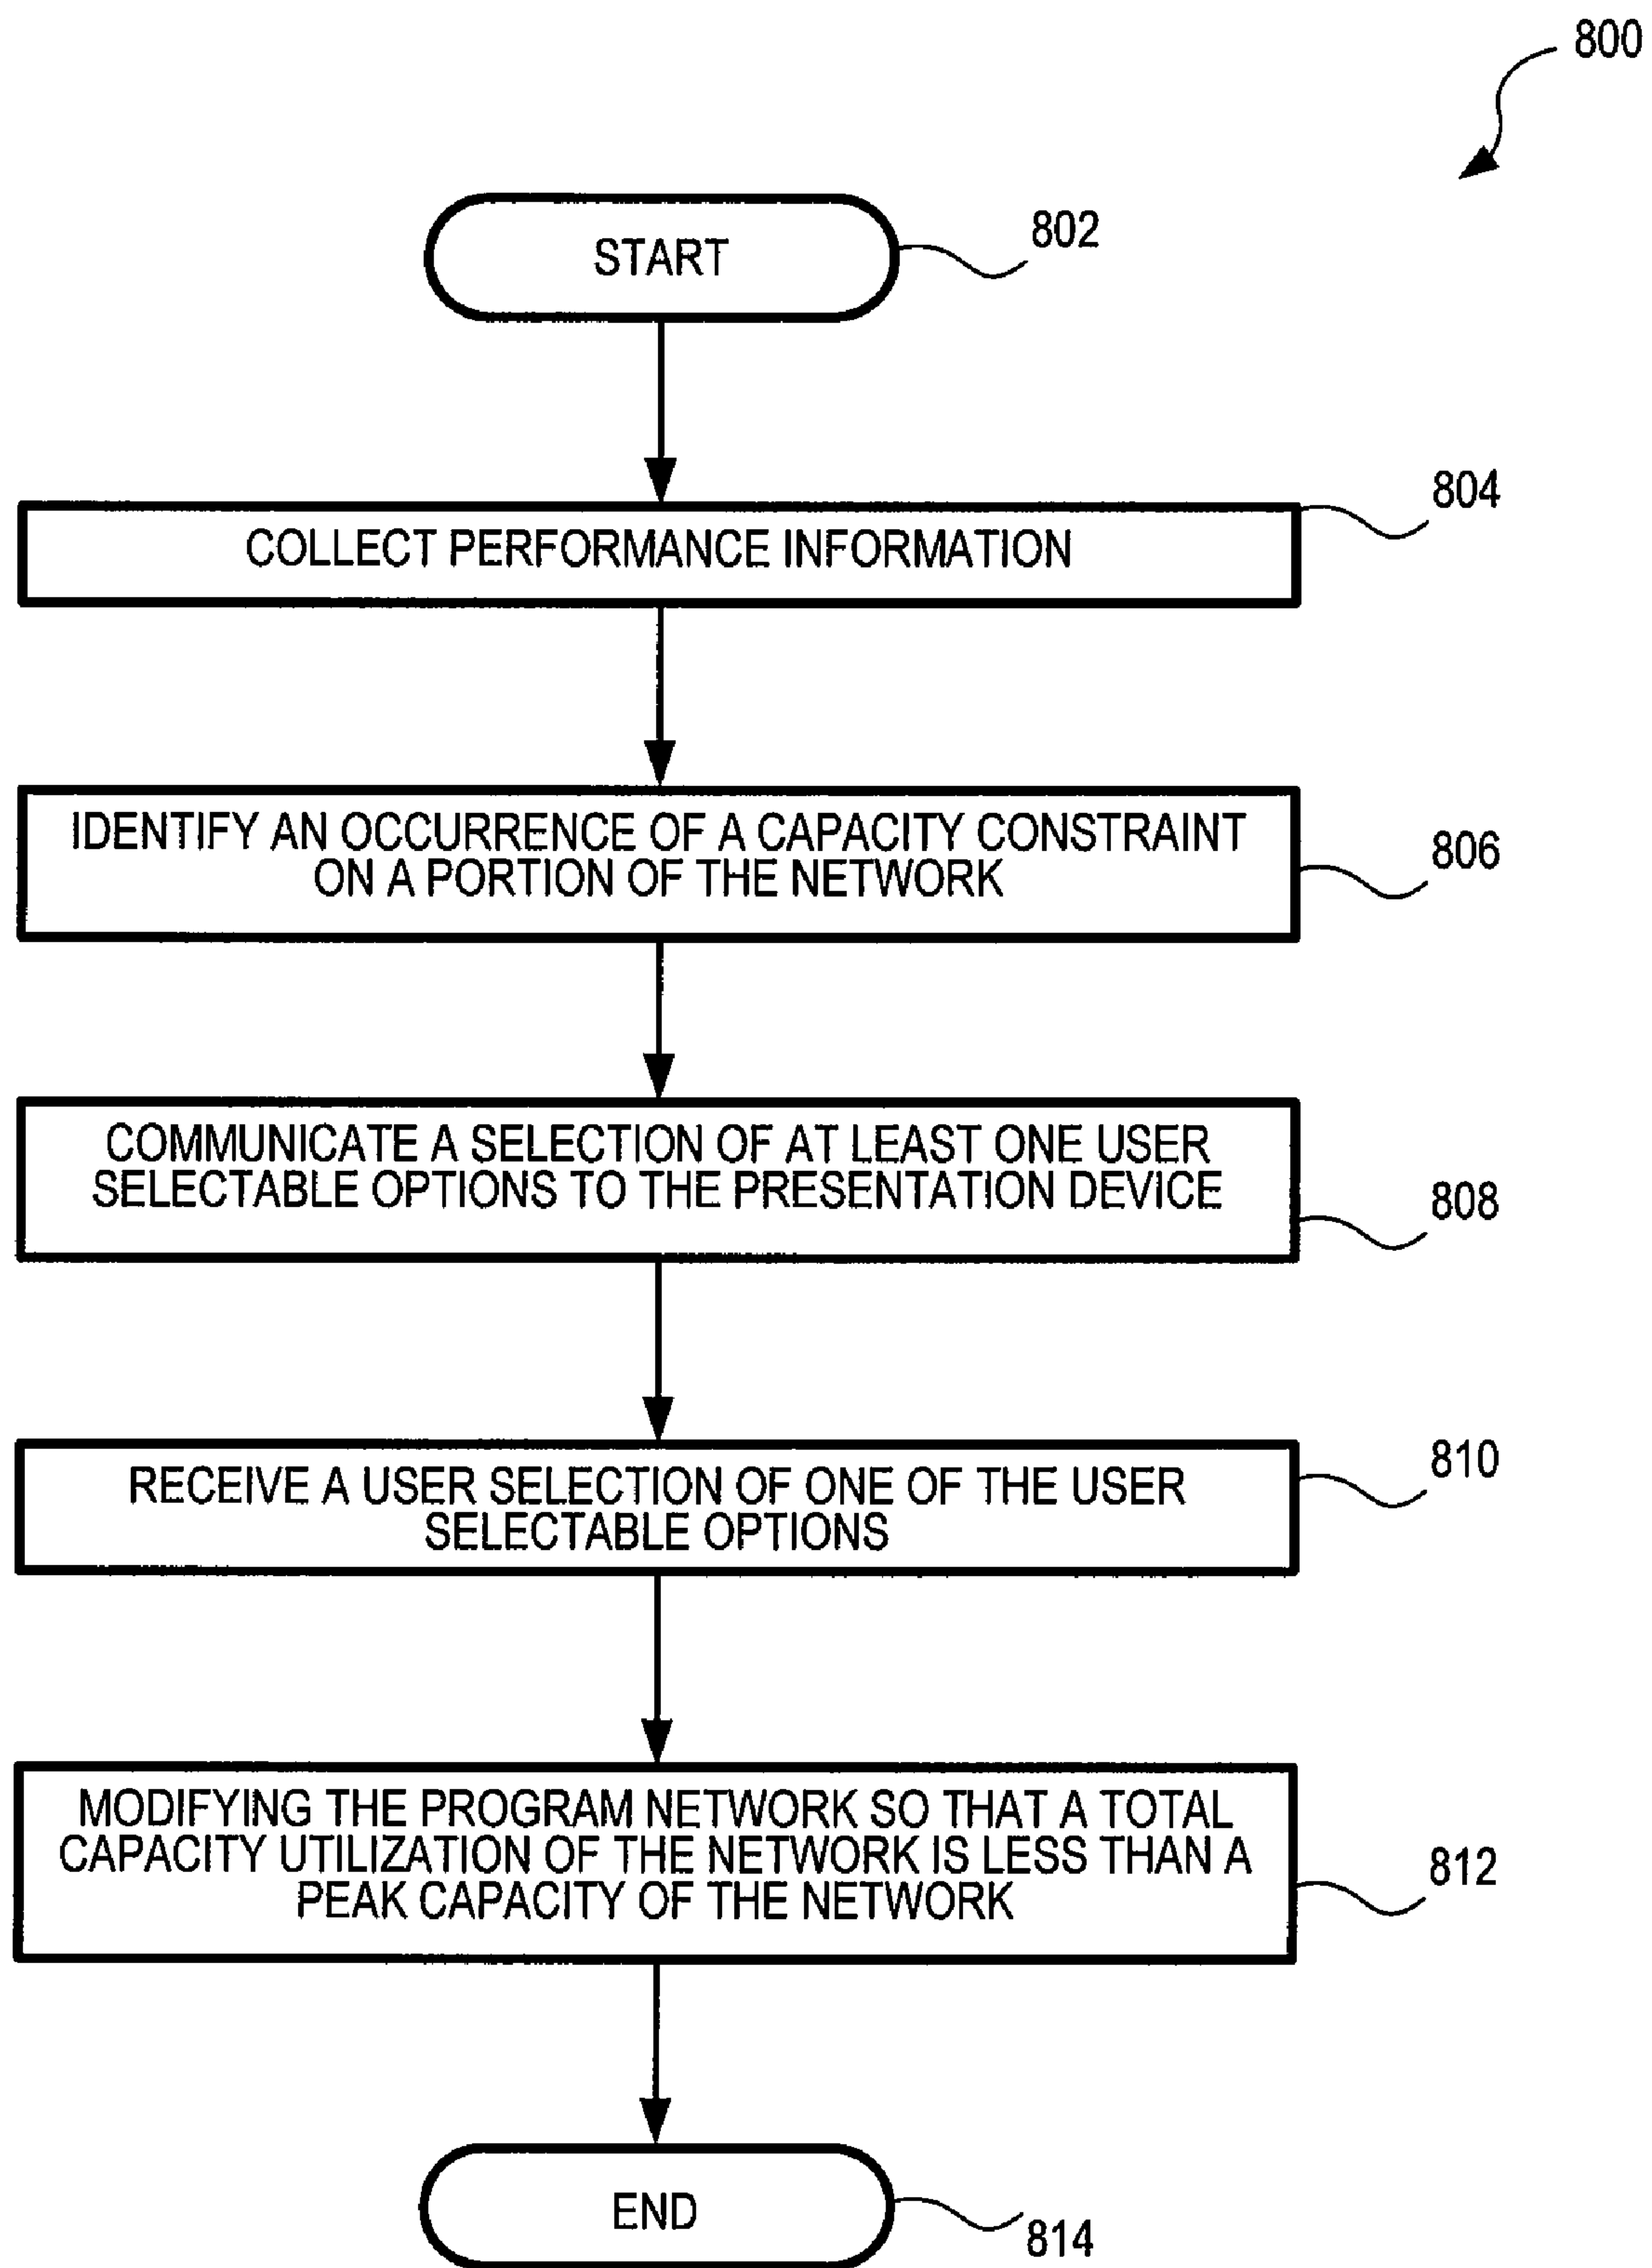 800
START
802
804
COLLECT PERFORMANCE INFORMATION
IDENTIFY AN OCCURRENCE OF A CAPACITY CONSTRAINT
ON A PORTION OF THE NETWORK
806
COMMUNICATE A SELECTION OF AT LEAST ONE USER
SELECTABLE OPTIONS TO THE PRESENTATION DEVICE
808
RECEIVE A USER SELECTION OF ONE OF THE USER
SELECTABLE OPTIONS
810
MODIFYING THE PROGRAM NETWORK SO THAT A TOTAL
CAPACITY UTILIZATION OF THE NETWORK IS LESS THAN A
PEAK CAPACITY OF THE NETWORK
812
END
814